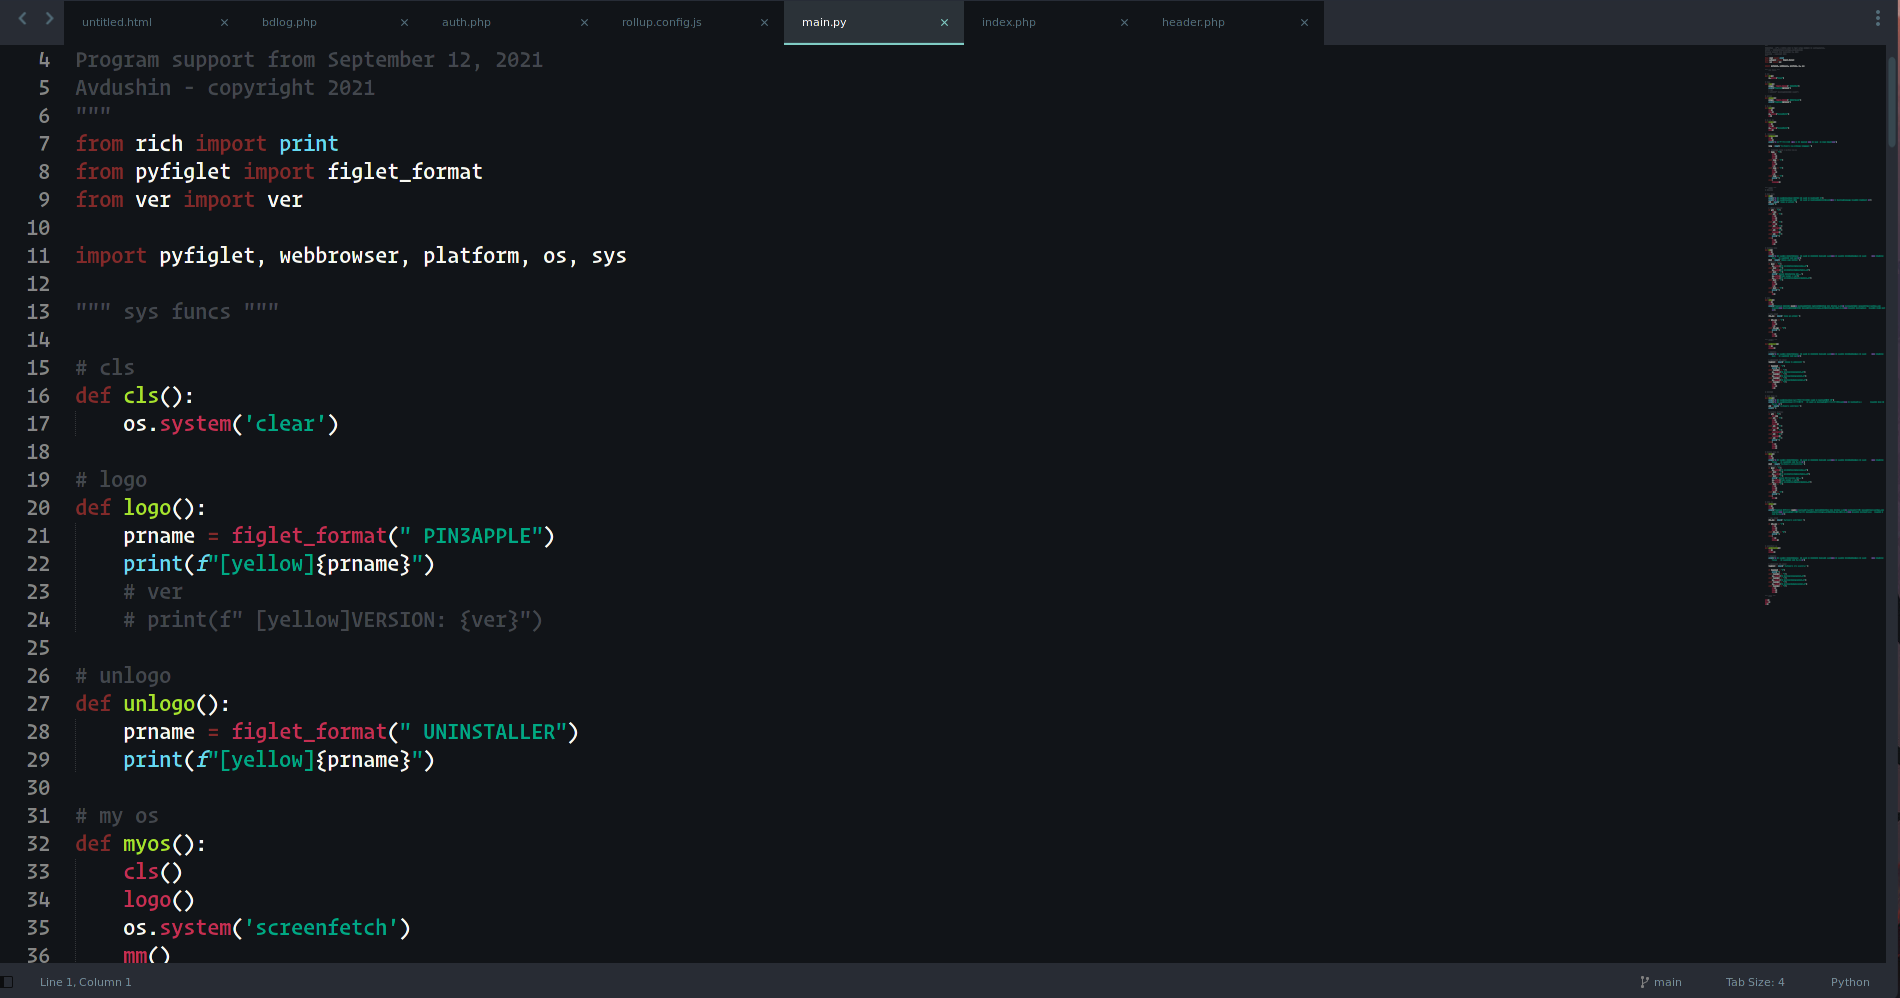 untitled.html × bdlog.php × auth.php × rollup.config.js × main.py × index.php × header.php ×
4 Program support from September 12, 2021
5 Avdushin - copyright 2021
6 """
7 from rich import print
8 from pyfiglet import figlet_format
9 from ver import ver
10
11 import pyfiglet, webbrowser, platform, os, sys
12
13 """ sys funcs """
14
15 # cls
16 def cls():
17     os.system('clear')
18
19 # logo
20 def logo():
21     prname = figlet_format(" PIN3APPLE")
22     print(f"[yellow]{prname}")
23     # ver
24     # print(f" [yellow]VERSION: {ver}")
25
26 # unlogo
27 def unlogo():
28     prname = figlet_format(" UNINSTALLER")
29     print(f"[yellow]{prname}")
30
31 # my os
32 def myos():
33     cls()
34     logo()
35     os.system('screenfetch')
36     mm()
Line 1, Column 1 main Tab Size: 4 Python